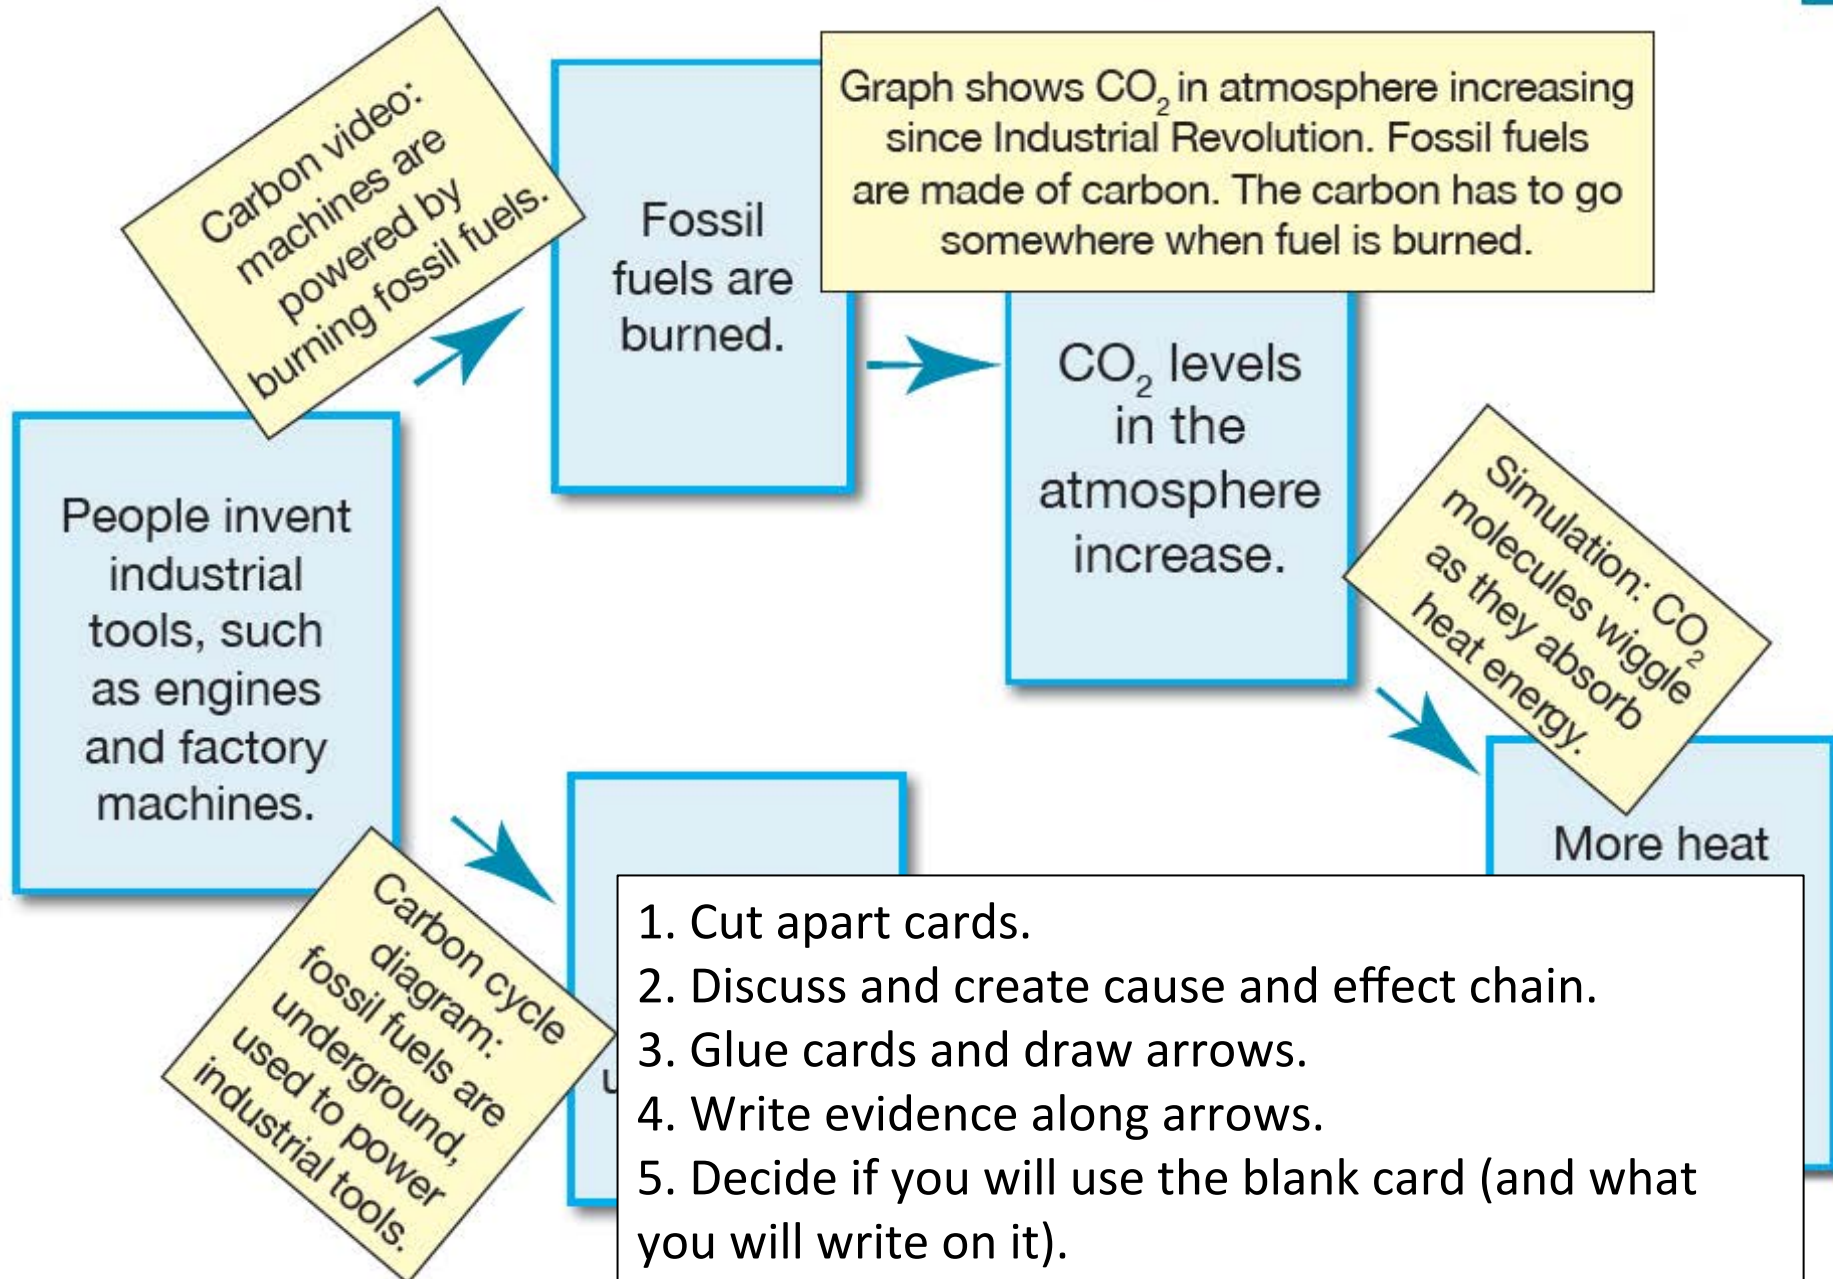 Carbon video:
machines are
powered by
burning fossil fuels.
Fossil
fuels are
burned.
Graph shows CO₂ in atmosphere increasing
since Industrial Revolution. Fossil fuels
are made of carbon. The carbon has to go
somewhere when fuel is burned.
People invent
industrial
tools, such
as engines
and factory
machines.
CO₂ levels
in the
atmosphere
increase.
Simulation: CO₂
molecules wiggle
as they absorb
heat energy.
More heat
Carbon cycle
diagram:
fossil fuels are
underground,
used to power
industrial tools.
1. Cut apart cards.
2. Discuss and create cause and effect chain.
3. Glue cards and draw arrows.
4. Write evidence along arrows.
5. Decide if you will use the blank card (and what
you will write on it).